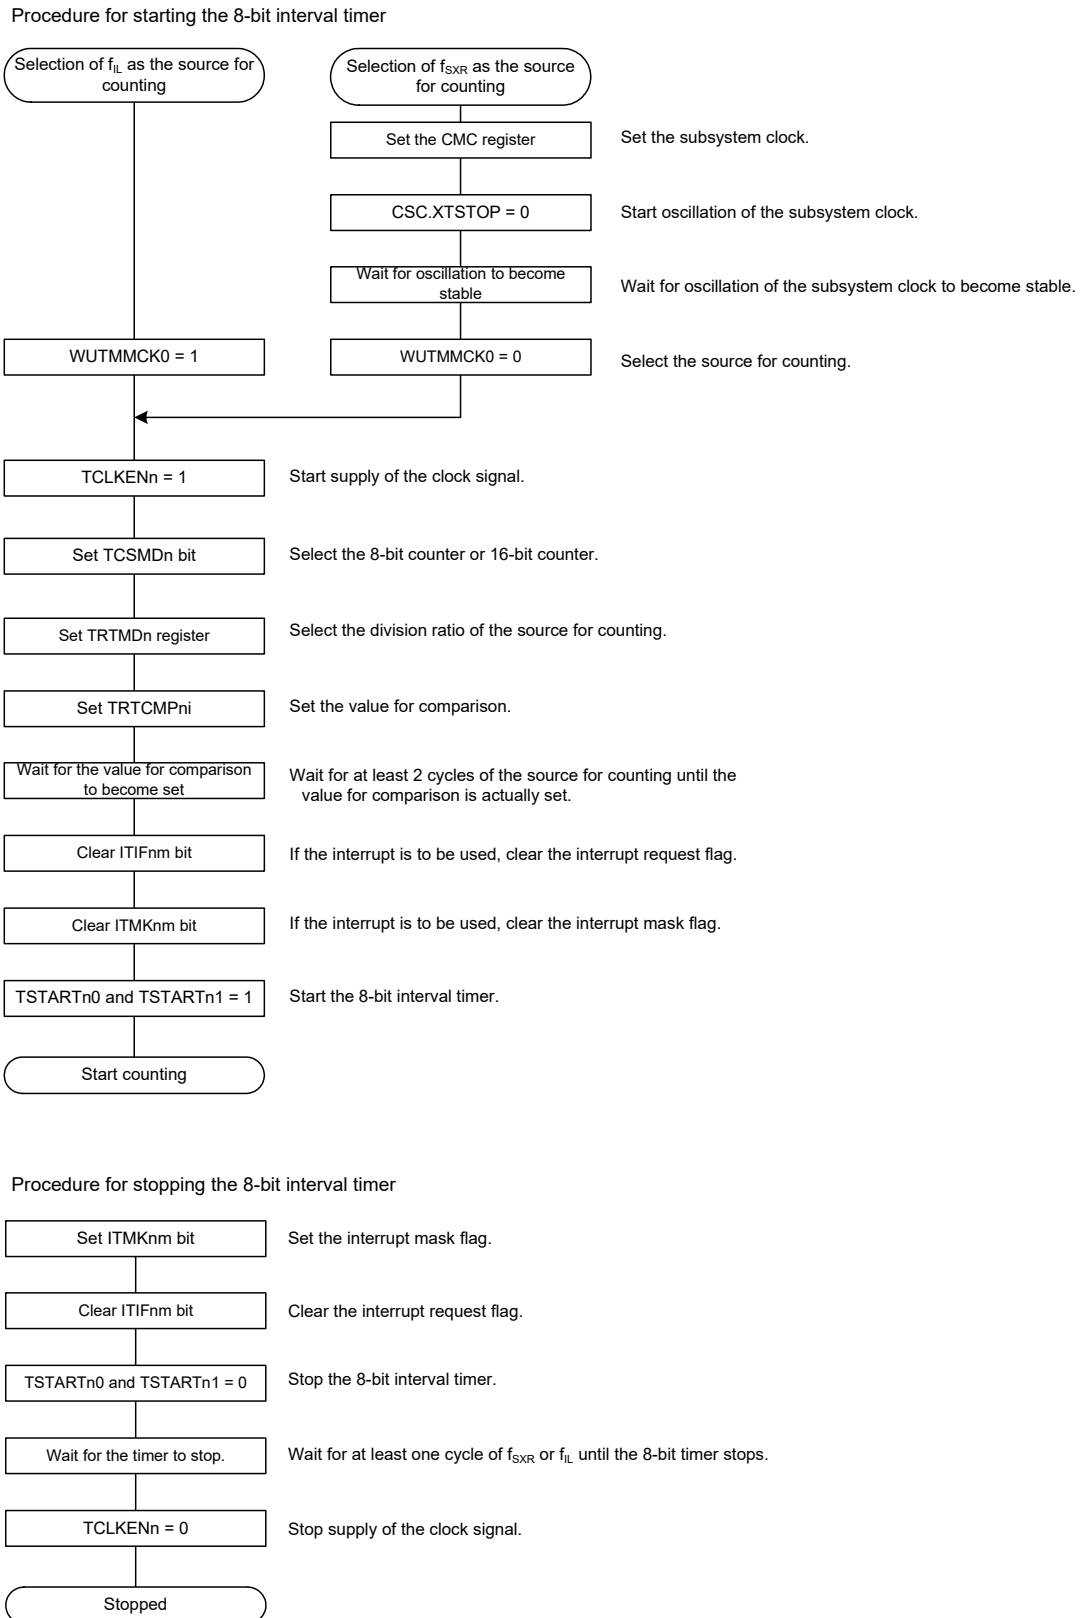 Procedure for starting the 8-bit interval timer
Selection of fIL as the source for
counting
Selection of fSXR as the source
for counting
Set the CMC register
Set the subsystem clock.
CSC.XTSTOP = 0
Start oscillation of the subsystem clock.
Wait for oscillation to become
stable
Wait for oscillation of the subsystem clock to become stable.
WUTMMCK0 = 1
WUTMMCK0 = 0
Select the source for counting.
TCLKENn = 1
Start supply of the clock signal.
Set TCSMDn bit
Select the 8-bit counter or 16-bit counter.
Set TRTMDn register
Select the division ratio of the source for counting.
Set TRTCMPni
Set the value for comparison.
Wait for the value for comparison
to become set
Wait for at least 2 cycles of the source for counting until the
value for comparison is actually set.
Clear ITIFnm bit
If the interrupt is to be used, clear the interrupt request flag.
Clear ITMKnm bit
If the interrupt is to be used, clear the interrupt mask flag.
TSTARTn0 and TSTARTn1 = 1
Start the 8-bit interval timer.
Start counting
Procedure for stopping the 8-bit interval timer
Set ITMKnm bit
Set the interrupt mask flag.
Clear ITIFnm bit
Clear the interrupt request flag.
TSTARTn0 and TSTARTn1 = 0
Stop the 8-bit interval timer.
Wait for the timer to stop.
Wait for at least one cycle of fSXR or fIL until the 8-bit timer stops.
TCLKENn = 0
Stop supply of the clock signal.
Stopped